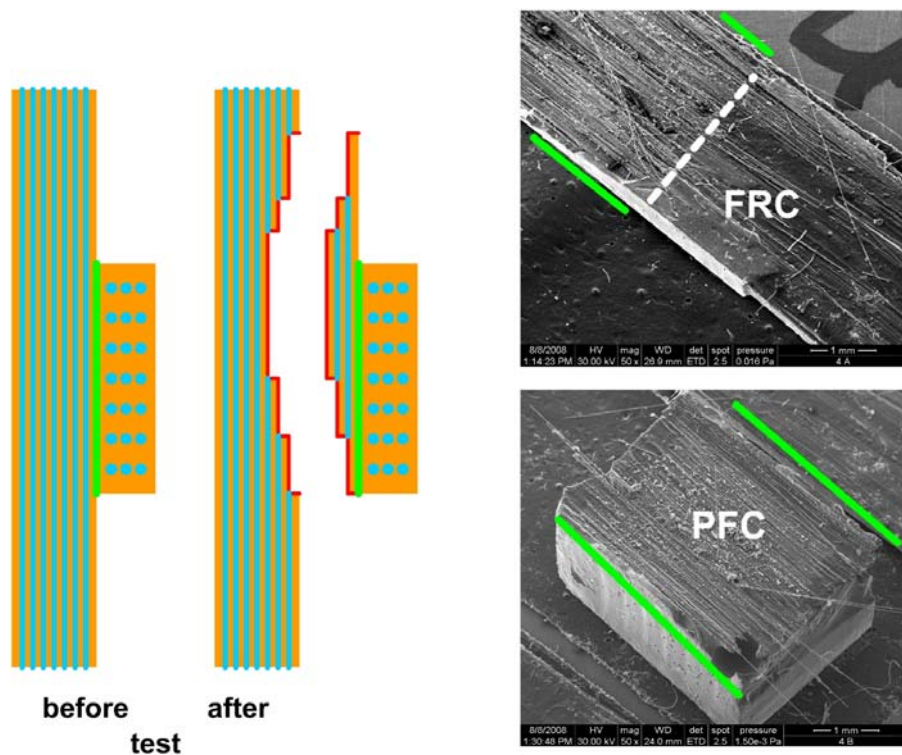 before after
test
FRC
8/8/2008 HV mag WD det spot pressure 1 mm
1:14:23 PM 30.00 kV 50 x 26.9 mm ETD 2.5 0.016 Pa 4 A
PFC
8/8/2008 HV mag WD det spot pressure 1 mm
1:30:48 PM 30.00 kV 50 x 24.0 mm ETD 2.5 1.50e-3 Pa 4 B